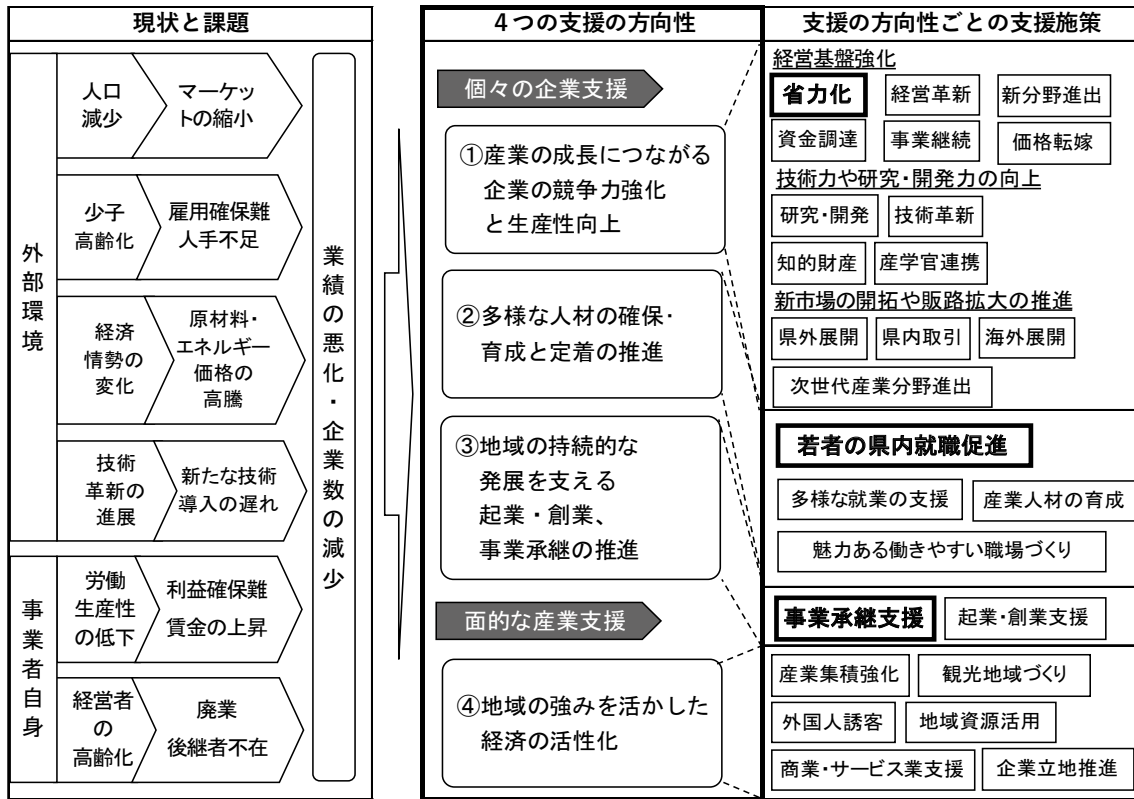 現状と課題
外部環境
人口
減少
マーケッ
トの縮小
少子
高齢化
雇用確保難
人手不足
経済
情勢の
変化
原材料・
エネルギー
価格の
高騰
技術
革新の
進展
新たな技術
導入の遅れ
事業者自身
労働
生産性
の低下
利益確保難
賃金の上昇
経営者
の
高齢化
廃業
後継者不在
業績の悪化・企業数の減少
4つの支援の方向性
個々の企業支援
①産業の成長につながる
企業の競争力強化
と生産性向上
②多様な人材の確保・
育成と定着の推進
③地域の持続的な
発展を支える
起業・創業、
事業承継の推進
面的な産業支援
④地域の強みを活かした
経済の活性化
支援の方向性ごとの支援施策
経営基盤強化
省力化 経営革新 新分野進出
資金調達 事業継続 価格転嫁
技術力や研究・開発力の向上
研究・開発 技術革新
知的財産 産学官連携
新市場の開拓や販路拡大の推進
県外展開 県内取引 海外展開
次世代産業分野進出
若者の県内就職促進
多様な就業の支援 産業人材の育成
魅力ある働きやすい職場づくり
事業承継支援 起業・創業支援
産業集積強化 観光地域づくり
外国人誘客 地域資源活用
商業・サービス業支援 企業立地推進